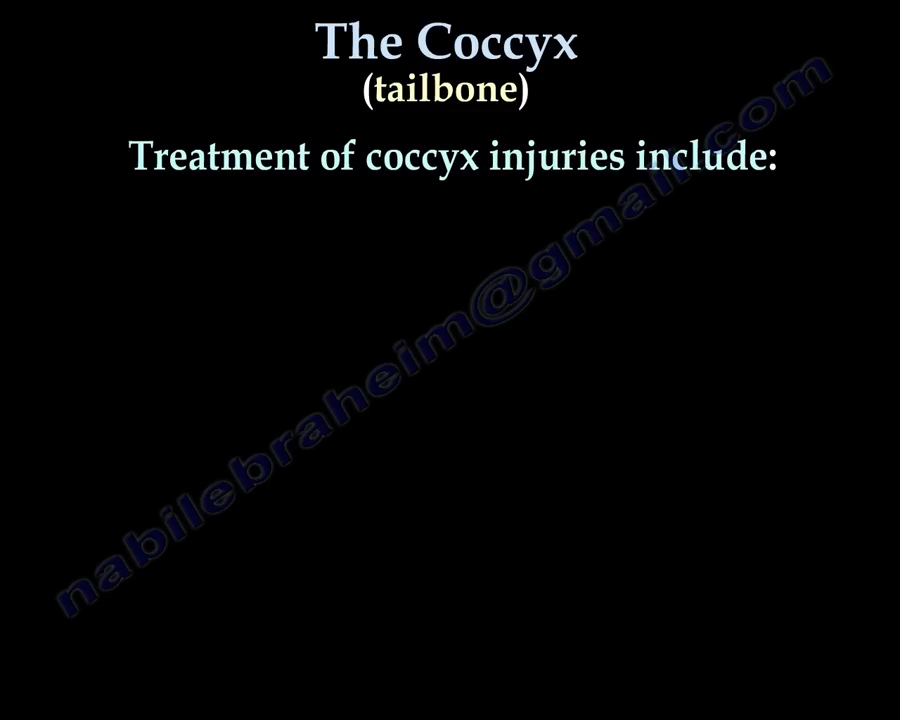 The Coccyx
(tailbone)
Treatment of coccyx injuries include:
nabilebraheim@gmail.com